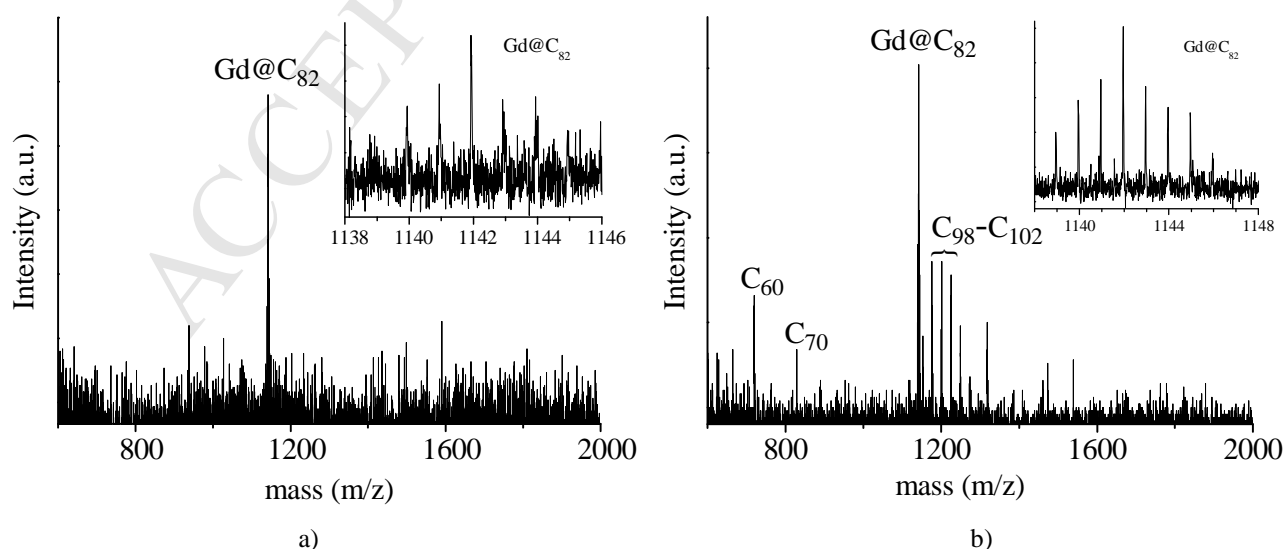 ACCEP
Gd@C82
Gd@C82
Intensity (a.u.)
1138 1140 1142 1144 1146
800 1200 1600 2000
mass (m/z)
a)
Gd@C82
Gd@C82
C98-C102
C60
C70
Intensity (a.u.)
1140 1144 1148
800 1200 1600 2000
mass (m/z)
b)